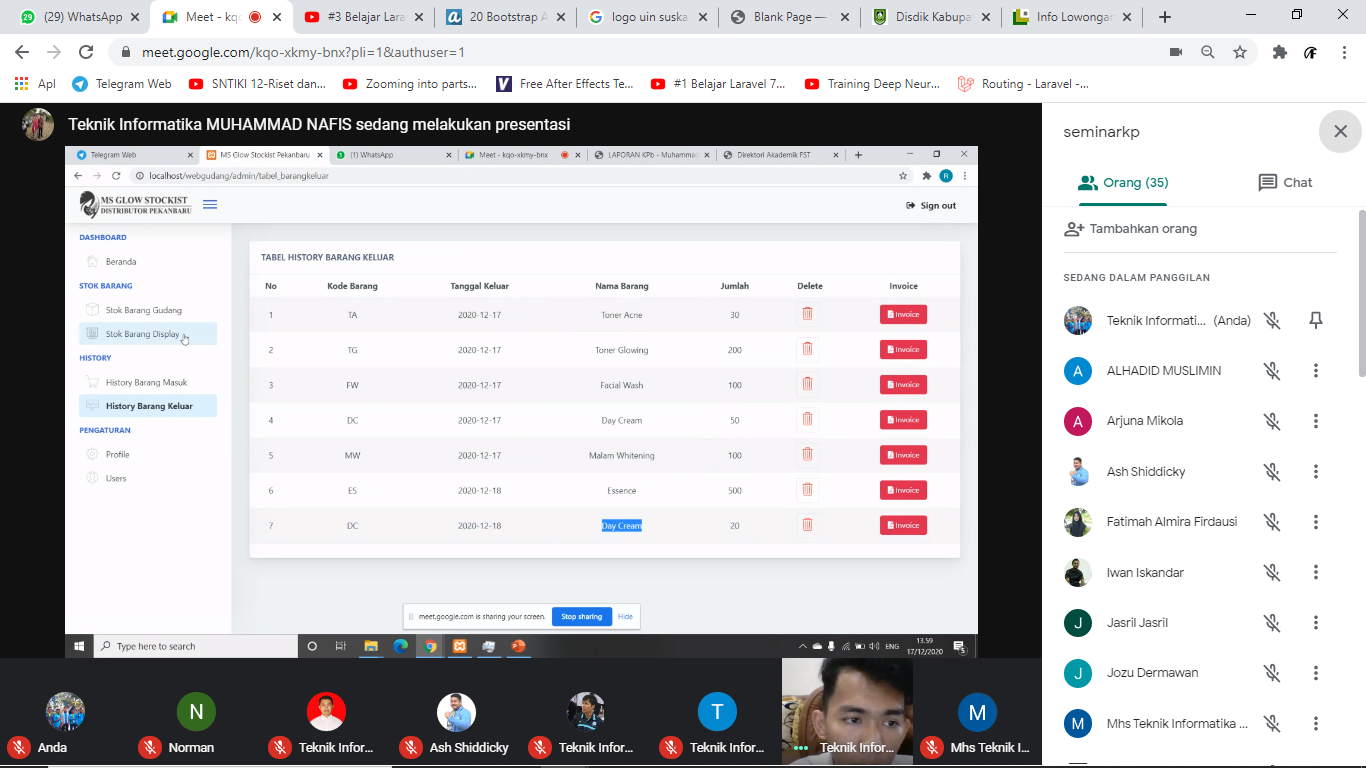 (29) WhatsApp
Meet - kqo
#3 Belajar Lara
20 Bootstrap A
logo uin suska
Blank Page —
Disdik Kabupa
Info Lowongan
meet.google.com/kqo-xkmy-bnx?pli=1&authuser=1
Apl
Telegram Web
SNTIKI 12-Riset dan...
Zooming into parts...
Free After Effects Te...
#1 Belajar Laravel 7...
Training Deep Neur...
Routing - Laravel -...
Teknik Informatika MUHAMMAD NAFIS sedang melakukan presentasi
Telegram Web
MS Glow Stockist Pekanbaru
(1) WhatsApp
Meet - kqo-xkmy-bnx
LAPORAN KPb - Muhammad
Direktori Akademik FST
localhost/webgudang/admin/tabel_barangkeluar
R
MS GLOW STOCKIST
DISTRIBUTOR PEKANBARU
Sign out
DASHBOARD
Beranda
STOK BARANG
Stok Barang Gudang
Stok Barang Display
HISTORY
History Barang Masuk
History Barang Keluar
PENGATURAN
Profile
Users
TABEL HISTORY BARANG KELUAR
No Kode Barang Tanggal Keluar Nama Barang Jumlah Delete Invoice
1 TA 2020-12-17 Toner Acne 30 Invoice
2 TG 2020-12-17 Toner Glowing 200 Invoice
3 FW 2020-12-17 Facial Wash 100 Invoice
4 DC 2020-12-17 Day Cream 50 Invoice
5 MW 2020-12-17 Malam Whitening 100 Invoice
6 ES 2020-12-18 Essence 500 Invoice
7 DC 2020-12-18 Day Cream 20 Invoice
meet.google.com is sharing your screen. Stop sharing Hide
Type here to search
ENG
13.59
17/12/2020
5
seminarkp
Orang (35)
Chat
Tambahkan orang
SEDANG DALAM PANGGILAN
Teknik Informati... (Anda)
A ALHADID MUSLIMIN
A Arjuna Mikola
Ash Shiddicky
Fatimah Almira Firdausi
Iwan Iskandar
J Jasril Jasril
J Jozu Dermawan
M Mhs Teknik Informatika ...
Anda
N
Norman
Teknik Infor...
Ash Shiddicky
Teknik Infor...
T
Teknik Infor...
Teknik Infor...
M
Mhs Teknik I...